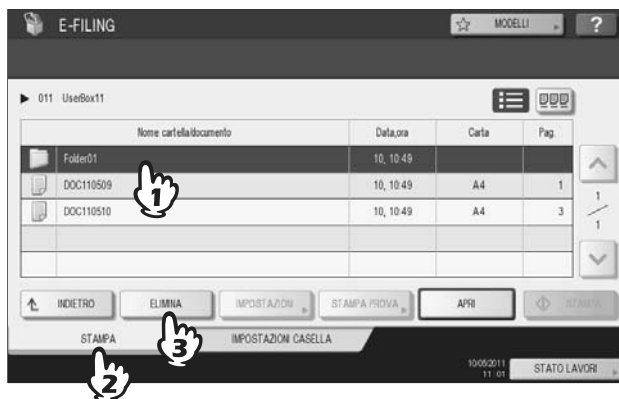 E-FILING
MODELLI
?
011 UserBox11
Nome cartella/documento Data,ora Carta Pag.
Folder01 10, 10:49
DOC110509 10, 10:49 A4 1
DOC110510 10, 10:49 A4 3
1
1
1
INDIETRO ELIMINA IMPOSTAZIONI STAMPA PROVA APRI STAMPA
3
STAMPA IMPOSTAZIONI CASELLA
2
10/05/2011
11:01
STATO LAVORI